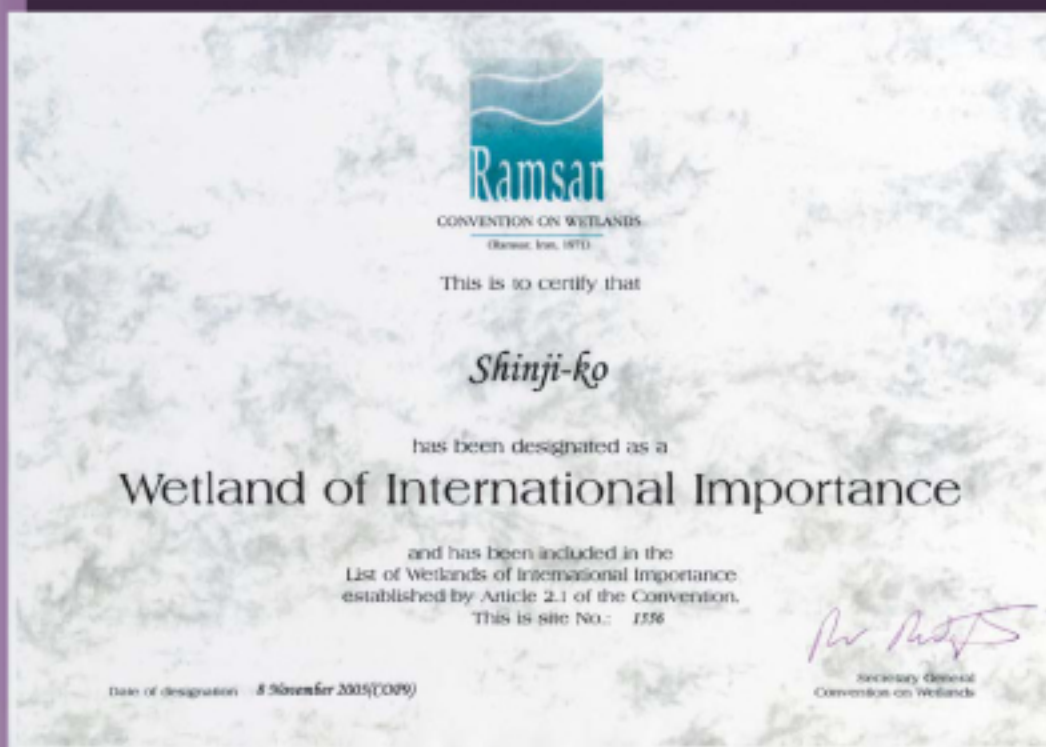 Ramsar
CONVENTION ON WETLANDS
(Ramsar, Iran, 1971)
This is to certify that
Shinji-ko
has been designated as a
Wetland of International Importance
and has been included in the
List of Wetlands of International Importance
established by Article 2.1 of the Convention.
This is site No.:
Date of designation 8 November 2005(COP9)
Secretary General
Convention on Wetlands